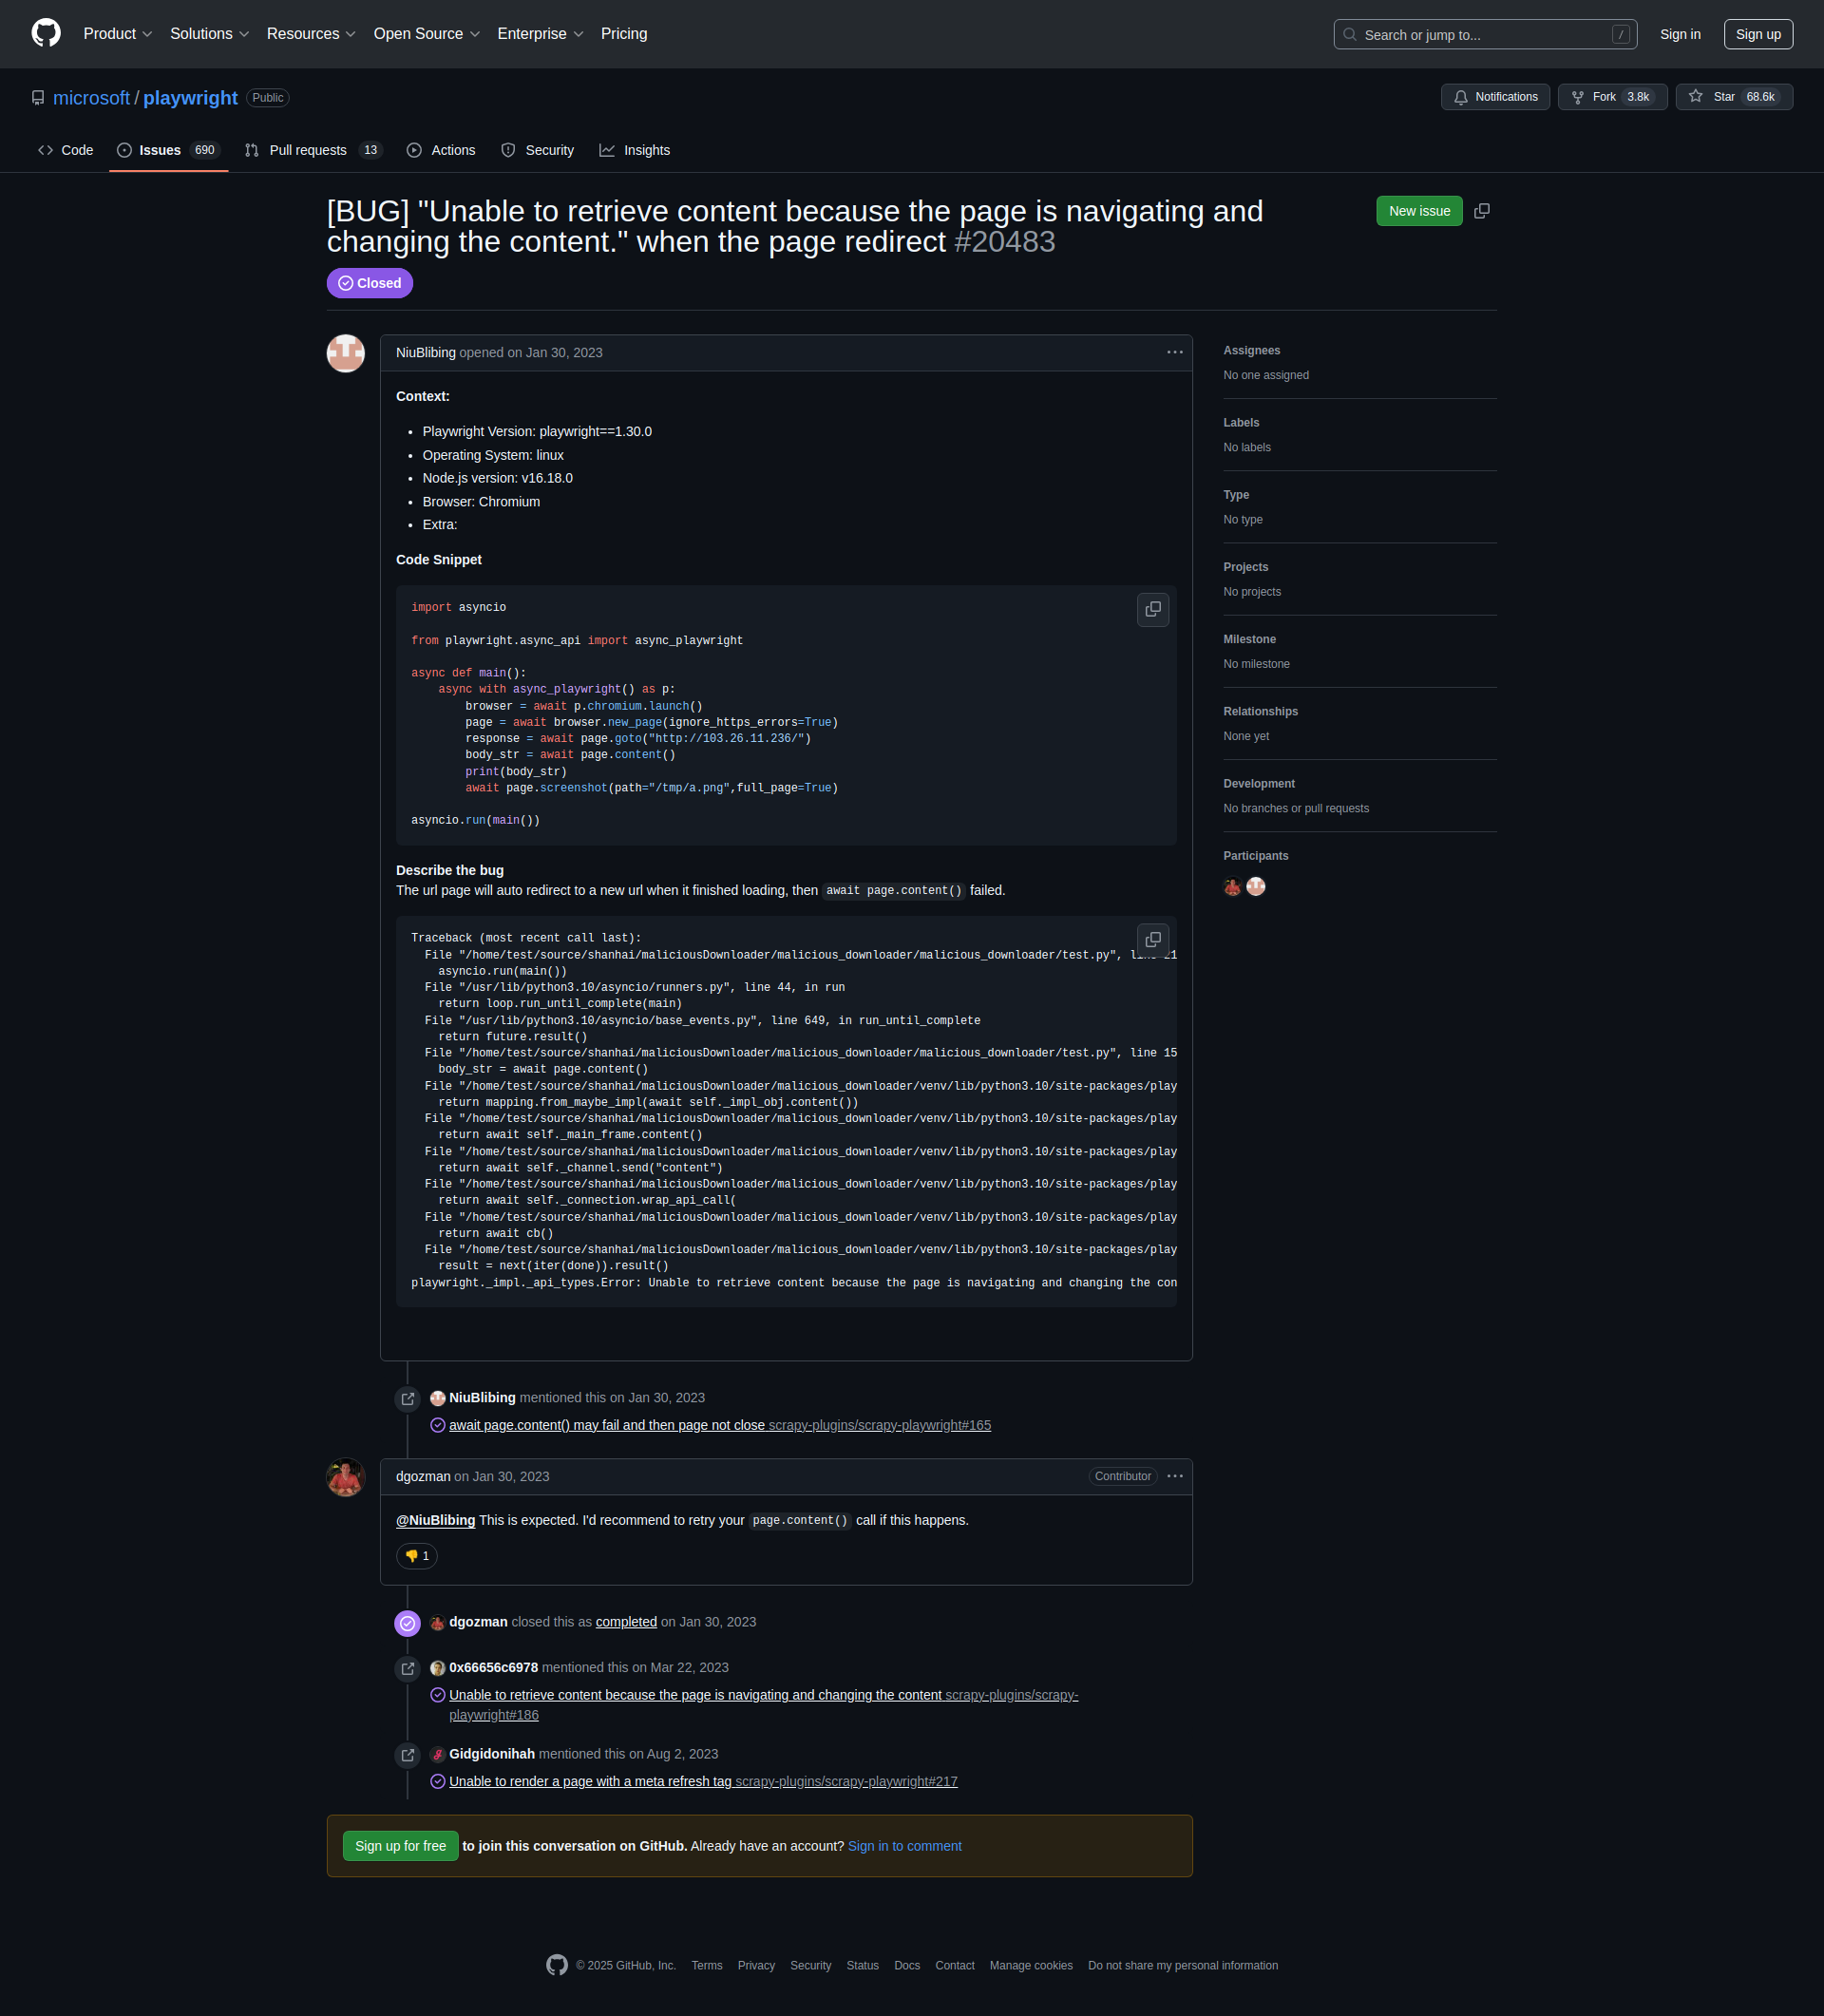 Product
Solutions
Resources
Open Source
Enterprise
Pricing
Search or jump to...
/
Sign in
Sign up
microsoft / playwright Public
Notifications
Fork 3.8k
Star 68.6k
Code
Issues 690
Pull requests 13
Actions
Security
Insights
[BUG] "Unable to retrieve content because the page is navigating and
changing the content." when the page redirect #20483
New issue
Closed
NiuBlibing opened on Jan 30, 2023
Context:
Playwright Version: playwright==1.30.0
Operating System: linux
Node.js version: v16.18.0
Browser: Chromium
Extra:
Code Snippet
import asyncio
from playwright.async_api import async_playwright
async def main():
    async with async_playwright() as p:
        browser = await p.chromium.launch()
        page = await browser.new_page(ignore_https_errors=True)
        response = await page.goto("http://103.26.11.236/")
        body_str = await page.content()
        print(body_str)
        await page.screenshot(path="/tmp/a.png",full_page=True)
asyncio.run(main())
Describe the bug
The url page will auto redirect to a new url when it finished loading, then await page.content() failed.
Traceback (most recent call last):
  File "/home/test/source/shanhai/maliciousDownloader/malicious_downloader/malicious_downloader/test.py", line 21
    asyncio.run(main())
  File "/usr/lib/python3.10/asyncio/runners.py", line 44, in run
    return loop.run_until_complete(main)
  File "/usr/lib/python3.10/asyncio/base_events.py", line 649, in run_until_complete
    return future.result()
  File "/home/test/source/shanhai/maliciousDownloader/malicious_downloader/malicious_downloader/test.py", line 15
    body_str = await page.content()
  File "/home/test/source/shanhai/maliciousDownloader/malicious_downloader/venv/lib/python3.10/site-packages/play
    return mapping.from_maybe_impl(await self._impl_obj.content())
  File "/home/test/source/shanhai/maliciousDownloader/malicious_downloader/venv/lib/python3.10/site-packages/play
    return await self._main_frame.content()
  File "/home/test/source/shanhai/maliciousDownloader/malicious_downloader/venv/lib/python3.10/site-packages/play
    return await self._channel.send("content")
  File "/home/test/source/shanhai/maliciousDownloader/malicious_downloader/venv/lib/python3.10/site-packages/play
    return await self._connection.wrap_api_call(
  File "/home/test/source/shanhai/maliciousDownloader/malicious_downloader/venv/lib/python3.10/site-packages/play
    return await cb()
  File "/home/test/source/shanhai/maliciousDownloader/malicious_downloader/venv/lib/python3.10/site-packages/play
    result = next(iter(done)).result()
playwright._impl._api_types.Error: Unable to retrieve content because the page is navigating and changing the con
NiuBlibing mentioned this on Jan 30, 2023
await page.content() may fail and then page not close scrapy-plugins/scrapy-playwright#165
dgozman on Jan 30, 2023
Contributor
@NiuBlibing This is expected. I'd recommend to retry your page.content() call if this happens.
👎 1
dgozman closed this as completed on Jan 30, 2023
0x66656c6978 mentioned this on Mar 22, 2023
Unable to retrieve content because the page is navigating and changing the content scrapy-plugins/scrapy-
playwright#186
Gidgidonihah mentioned this on Aug 2, 2023
Unable to render a page with a meta refresh tag scrapy-plugins/scrapy-playwright#217
Sign up for free to join this conversation on GitHub. Already have an account? Sign in to comment
Assignees
No one assigned
Labels
No labels
Type
No type
Projects
No projects
Milestone
No milestone
Relationships
None yet
Development
No branches or pull requests
Participants
© 2025 GitHub, Inc.
Terms
Privacy
Security
Status
Docs
Contact
Manage cookies
Do not share my personal information